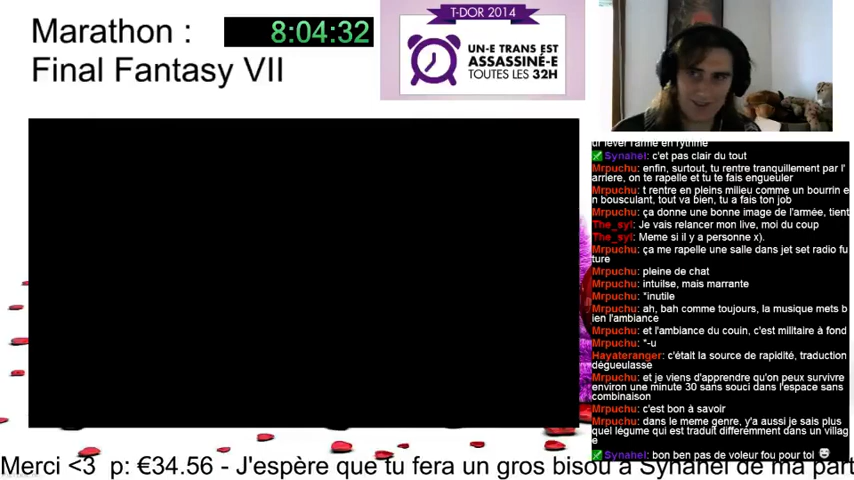 Marathon :
Final Fantasy VII
8:04:32
T-DOR 2014
UN-E TRANS EST
ASSASSINÉ-E
TOUTES LES 32H
ur lever l'arme en rythme
Synahel: c'et pas clair du tout
Mrpuchu: enfin, surtout, tu rentre tranquillement par l'
arriere, on te rapelle et tu te fais engueuler
Mrpuchu: t rentre en pleins milieu comme un bourrin e
n bousculant, tout va bien, tu a fais ton job
Mrpuchu: ça donne une bonne image de l'armée, tient
The_syl: Je vais relancer mon live, moi du coup
The_syl: Meme si il y a personne x).
Mrpuchu: ça me rapelle une salle dans jet set radio fu
ture
Mrpuchu: pleine de chat
Mrpuchu: intuilse, mais marrante
Mrpuchu: *inutile
Mrpuchu: ah, bah comme toujours, la musique mets b
ien l'ambiance
Mrpuchu: et l'ambiance du couin, c'est militaire à fond
Mrpuchu: *-u
Hayateranger: c'était la source de rapidité, traduction
dégueulasse
Mrpuchu: et je viens d'apprendre qu'on peux survivre
environ une minute 30 sans souci dans l'espace sans
combinaison
Mrpuchu: c'est bon à savoir
Mrpuchu: dans le meme genre, y'a aussi je sais plus
quel légume qui est traduit différemment dans un villag
e
Synahel: bon ben pas de voleur fou pour toi
Merci <3 p: €34.56 - J'espère que tu fera un gros bisou à Synahel de ma part